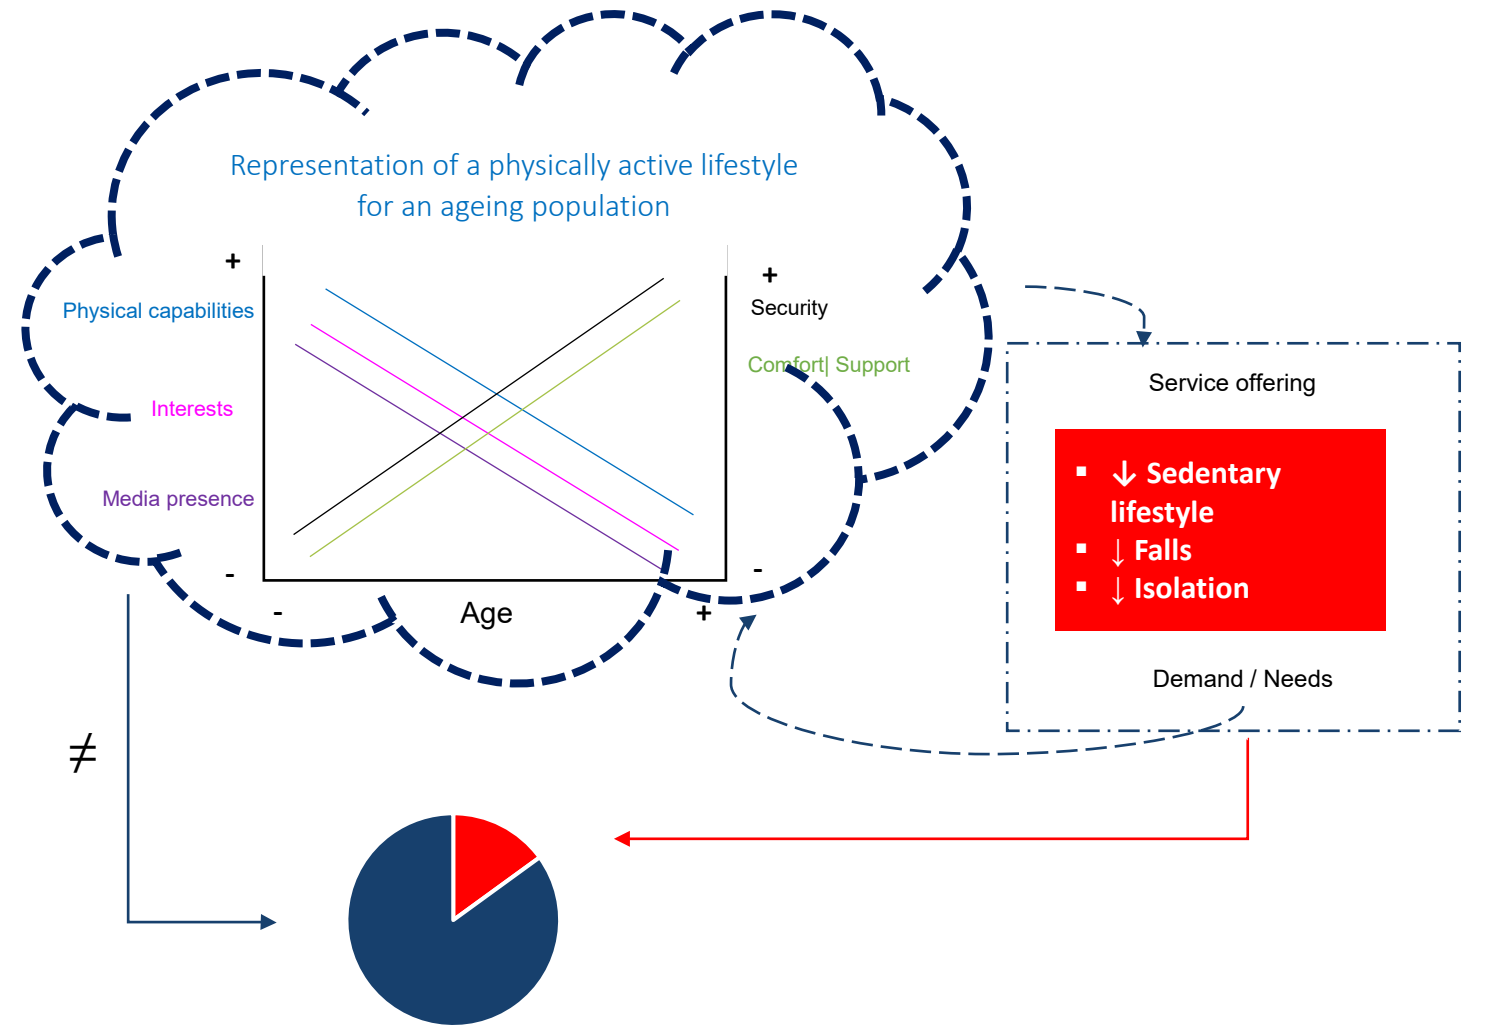 Representation of a physically active lifestyle
for an ageing population
+
+
Physical capabilities
Security
Comfort| Support
Interests
Media presence
-
-
-
Age
+
Service offering
▪ ↓ Sedentary
lifestyle
▪ ↓ Falls
▪ ↓ Isolation
Demand / Needs
≠